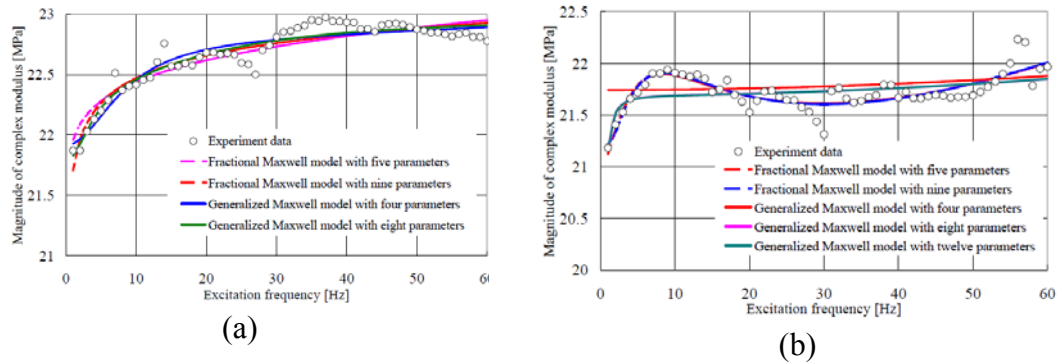 Magnitude of complex modulus [MPa]
23
22.5
22
21.5
21
Experiment data
Fractional Maxwell model with five parameters
Fractional Maxwell model with nine parameters
Generalized Maxwell model with four parameters
Generalized Maxwell model with eight parameters
0 10 20 30 40 50 60
Excitation frequency [Hz]
(a)
Magnitude of complex modulus [MPa]
22.5
22
21.5
21
20.5
20
Experiment data
Fractional Maxwell model with five parameters
Fractional Maxwell model with nine parameters
Generalized Maxwell model with four parameters
Generalized Maxwell model with eight parameters
Generalized Maxwell model with twelve parameters
0 10 20 30 40 50 60
Excitation frequency [Hz]
(b)